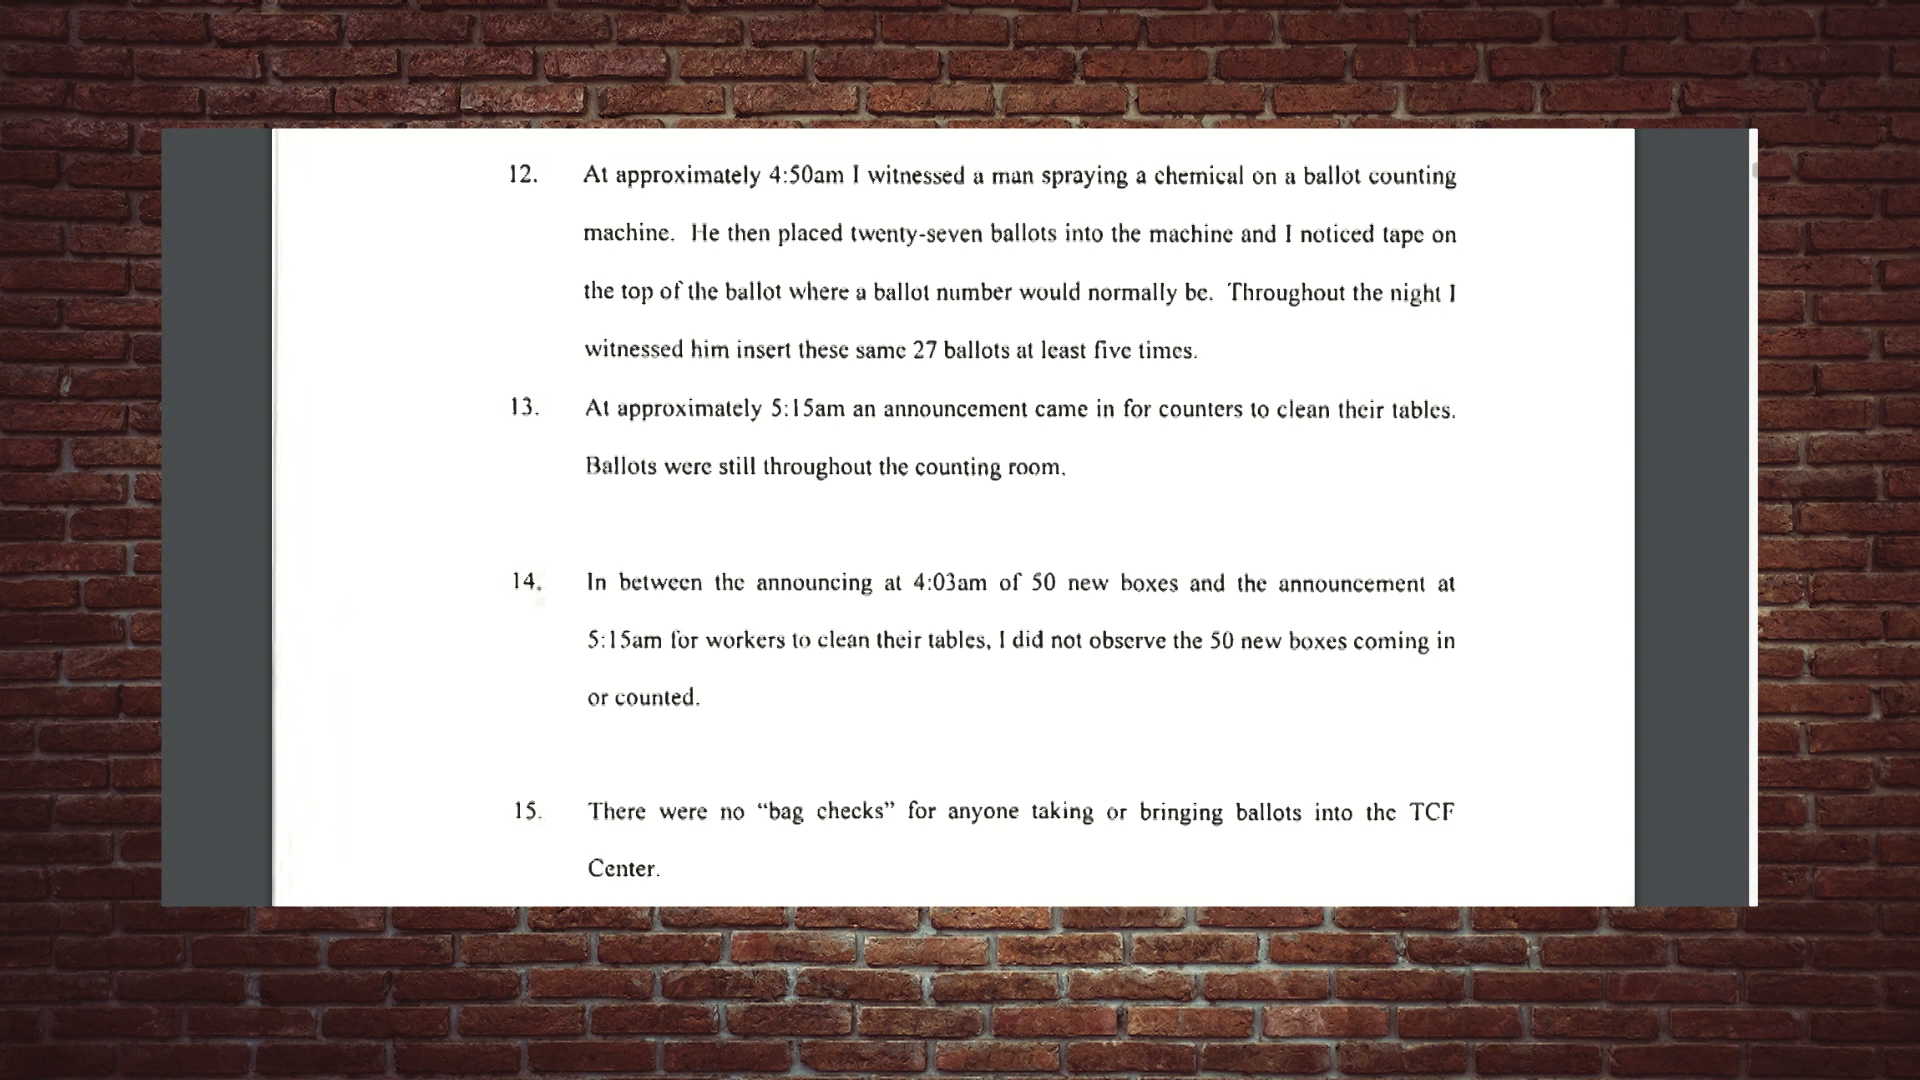 12. At approximately 4:50am I witnessed a man spraying a chemical on a ballot counting
machine. He then placed twenty-seven ballots into the machine and I noticed tape on
the top of the ballot where a ballot number would normally be. Throughout the night I
witnessed him insert these same 27 ballots at least five times.
13. At approximately 5:15am an announcement came in for counters to clean their tables.
Ballots were still throughout the counting room.
14. In between the announcing at 4:03am of 50 new boxes and the announcement at
5:15am for workers to clean their tables, I did not observe the 50 new boxes coming in
or counted.
15. There were no “bag checks” for anyone taking or bringing ballots into the TCF
Center.